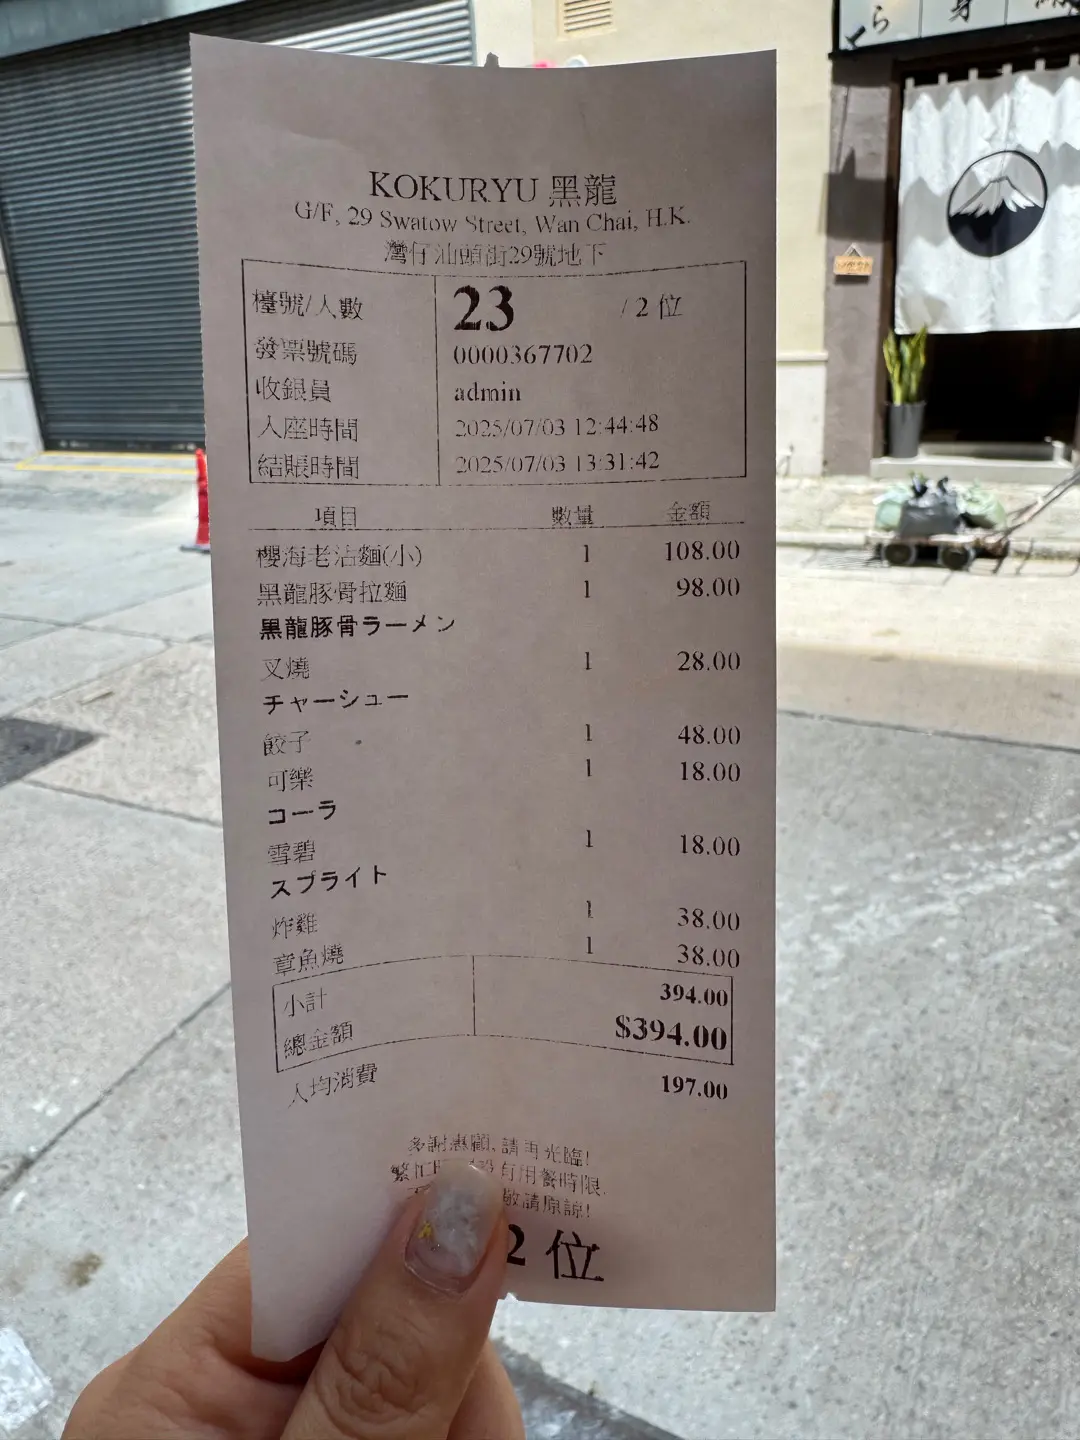 KOKURYU 黑龍
G/F, 29 Swatow Street, Wan Chai, H.K.
灣仔汕頭街29號地下
檯號/人數 23 / 2 位
發票號碼 0000367702
收銀員 admin
入座時間 2025/07/03 12:44:48
結賬時間 2025/07/03 13:31:42
項目 數量 金額
櫻海老沾麵(小) 1 108.00
黑龍豚骨拉麵 1 98.00
黒龍豚骨ラーメン
叉燒 1 28.00
チャーシュー
餃子 1 48.00
可樂 1 18.00
コーラ
雪碧 1 18.00
スプライト
炸雞 1 38.00
章魚燒 1 38.00
小計 394.00
總金額 $394.00
人均消費 197.00
多謝惠顧, 請再光臨!
繁忙 有用餐時限,
敬請原諒!
2 位